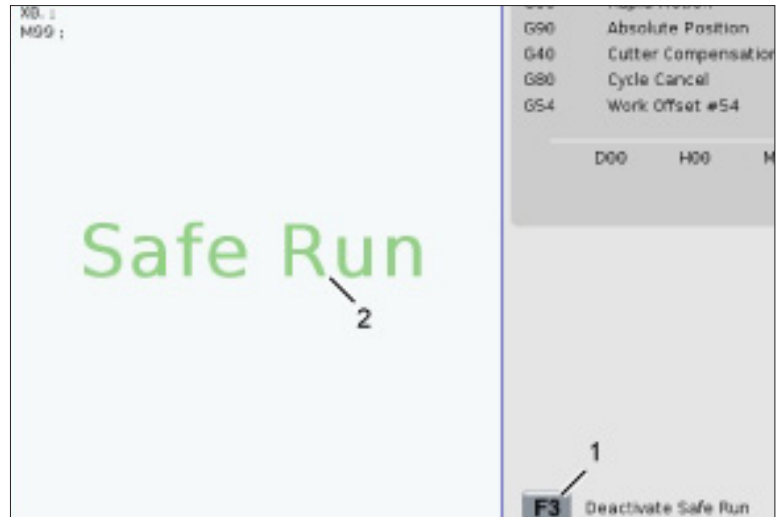 X0. ;
M99 ;
G90 Absolute Position
G40 Cutter Compensation
G80 Cycle Cancel
G54 Work Offset #54
D00 H00 M
Safe Run
2
1
F3 Deactivate Safe Run